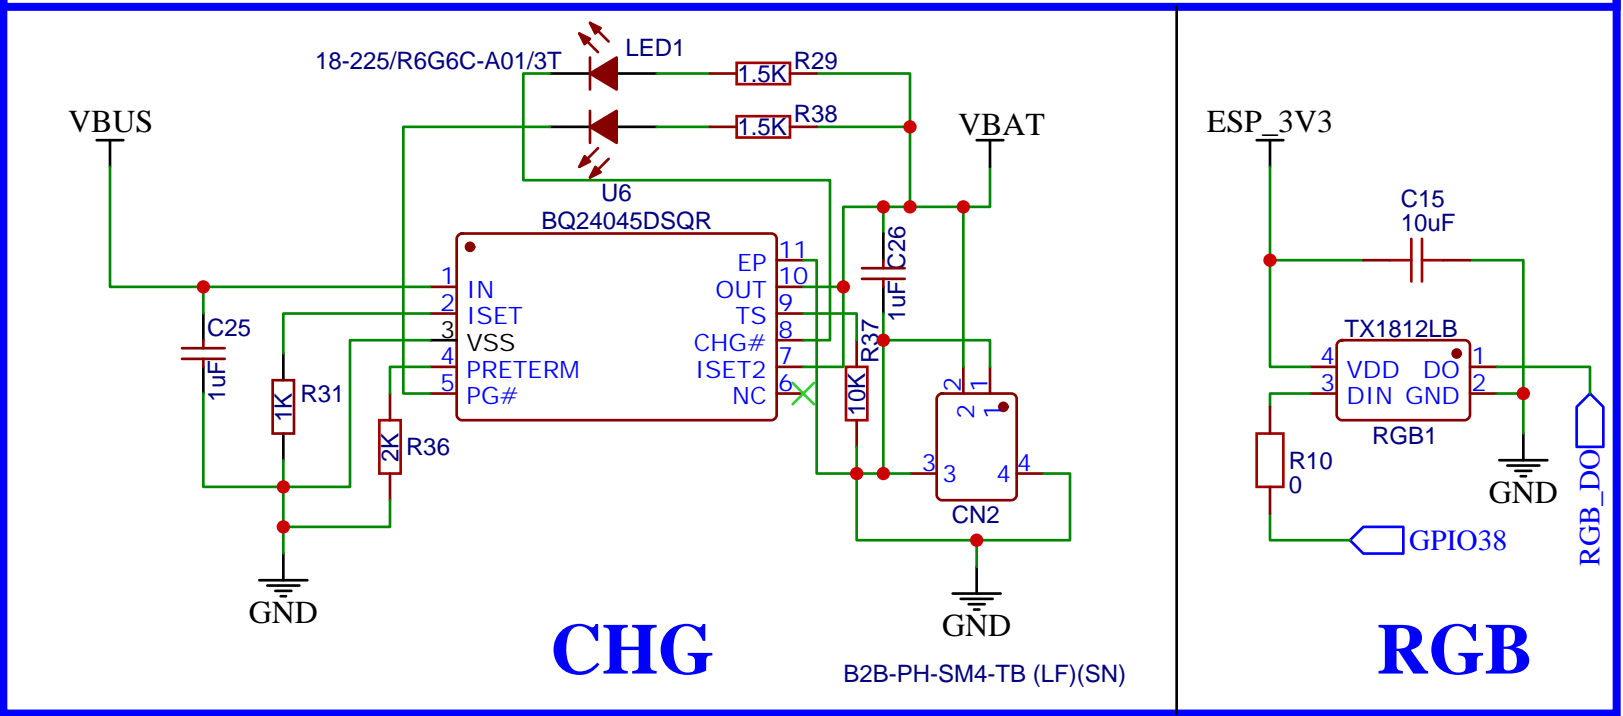 18-225/R6G6C-A01/3T
LED1
1.5K
R29
1.5K
R38
VBUS
VBAT
U6
BQ24045DSQR
1
IN
2
ISET
3
VSS
4
PRETERM
5
PG#
EP
11
OUT
10
TS
9
CHG#
8
ISET2
7
NC
6
C25
1uF
R31
1K
R36
2K
C26
1uF
R37
10K
2
1
2
1
3
3
4
4
CN2
GND
GND
CHG
B2B-PH-SM4-TB (LF)(SN)
ESP_3V3
C15
10uF
TX1812LB
4
VDD
DO
1
3
DIN
GND
2
RGB1
R10
0
GND
RGB_DO
GPIO38
RGB